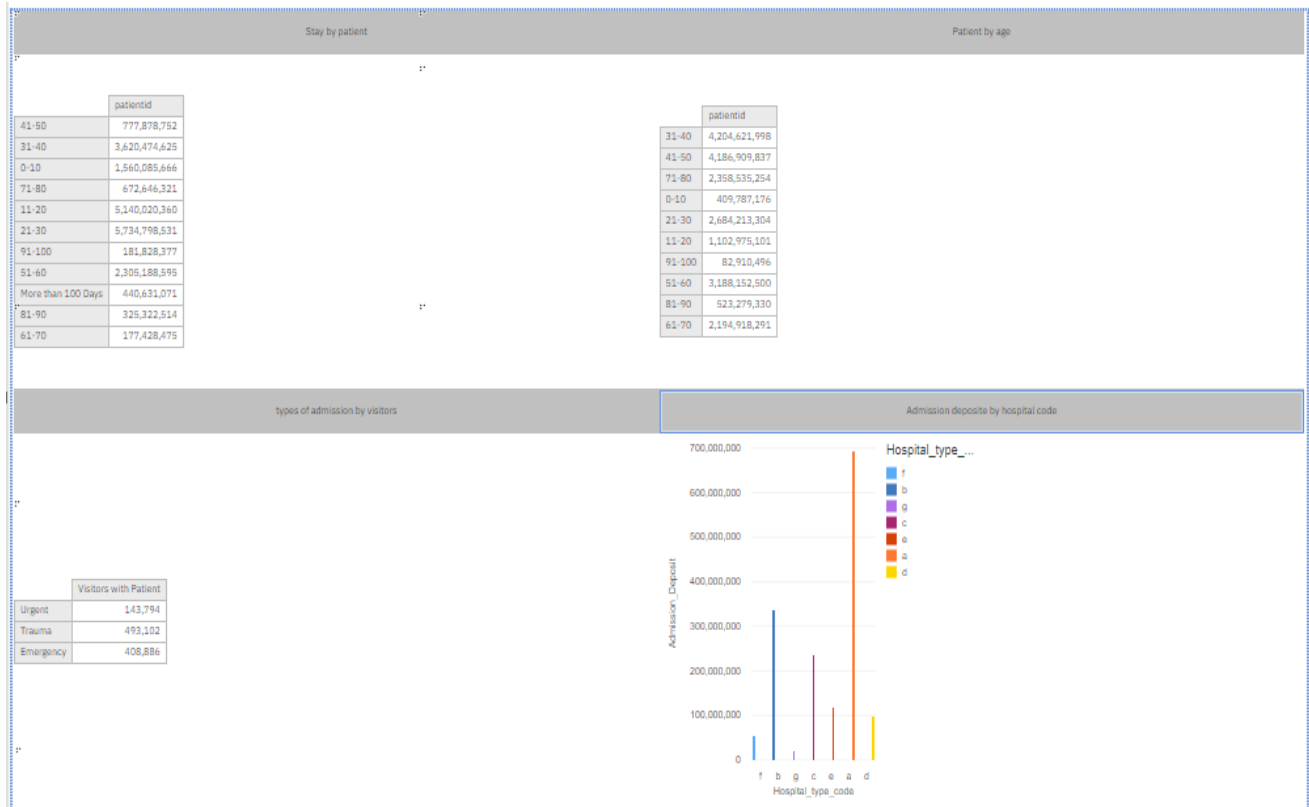 Stay by patient
Patient by age
patientid
41-50 777,878,752
31-40 3,620,474,625
0-10 1,560,085,666
71-80 672,646,321
11-20 5,140,020,360
21-30 5,734,798,531
91-100 181,828,377
51-60 2,305,188,595
More than 100 Days 440,631,071
81-90 325,322,514
61-70 177,428,475
patientid
31-40 4,204,621,998
41-50 4,186,909,837
71-80 2,358,535,254
0-10 409,787,176
21-30 2,684,213,304
11-20 1,102,975,101
91-100 82,910,496
51-60 3,188,152,500
81-90 523,279,330
61-70 2,194,918,291
types of admission by visitors
Admission deposite by hospital code
Visitors with Patient
Urgent 143,794
Trauma 493,102
Emergency 408,886
Admission_Deposit
700,000,000
600,000,000
500,000,000
400,000,000
300,000,000
200,000,000
100,000,000
0
f b g c e a d
Hospital_type_code
Hospital_type_...
f
b
g
c
e
a
d